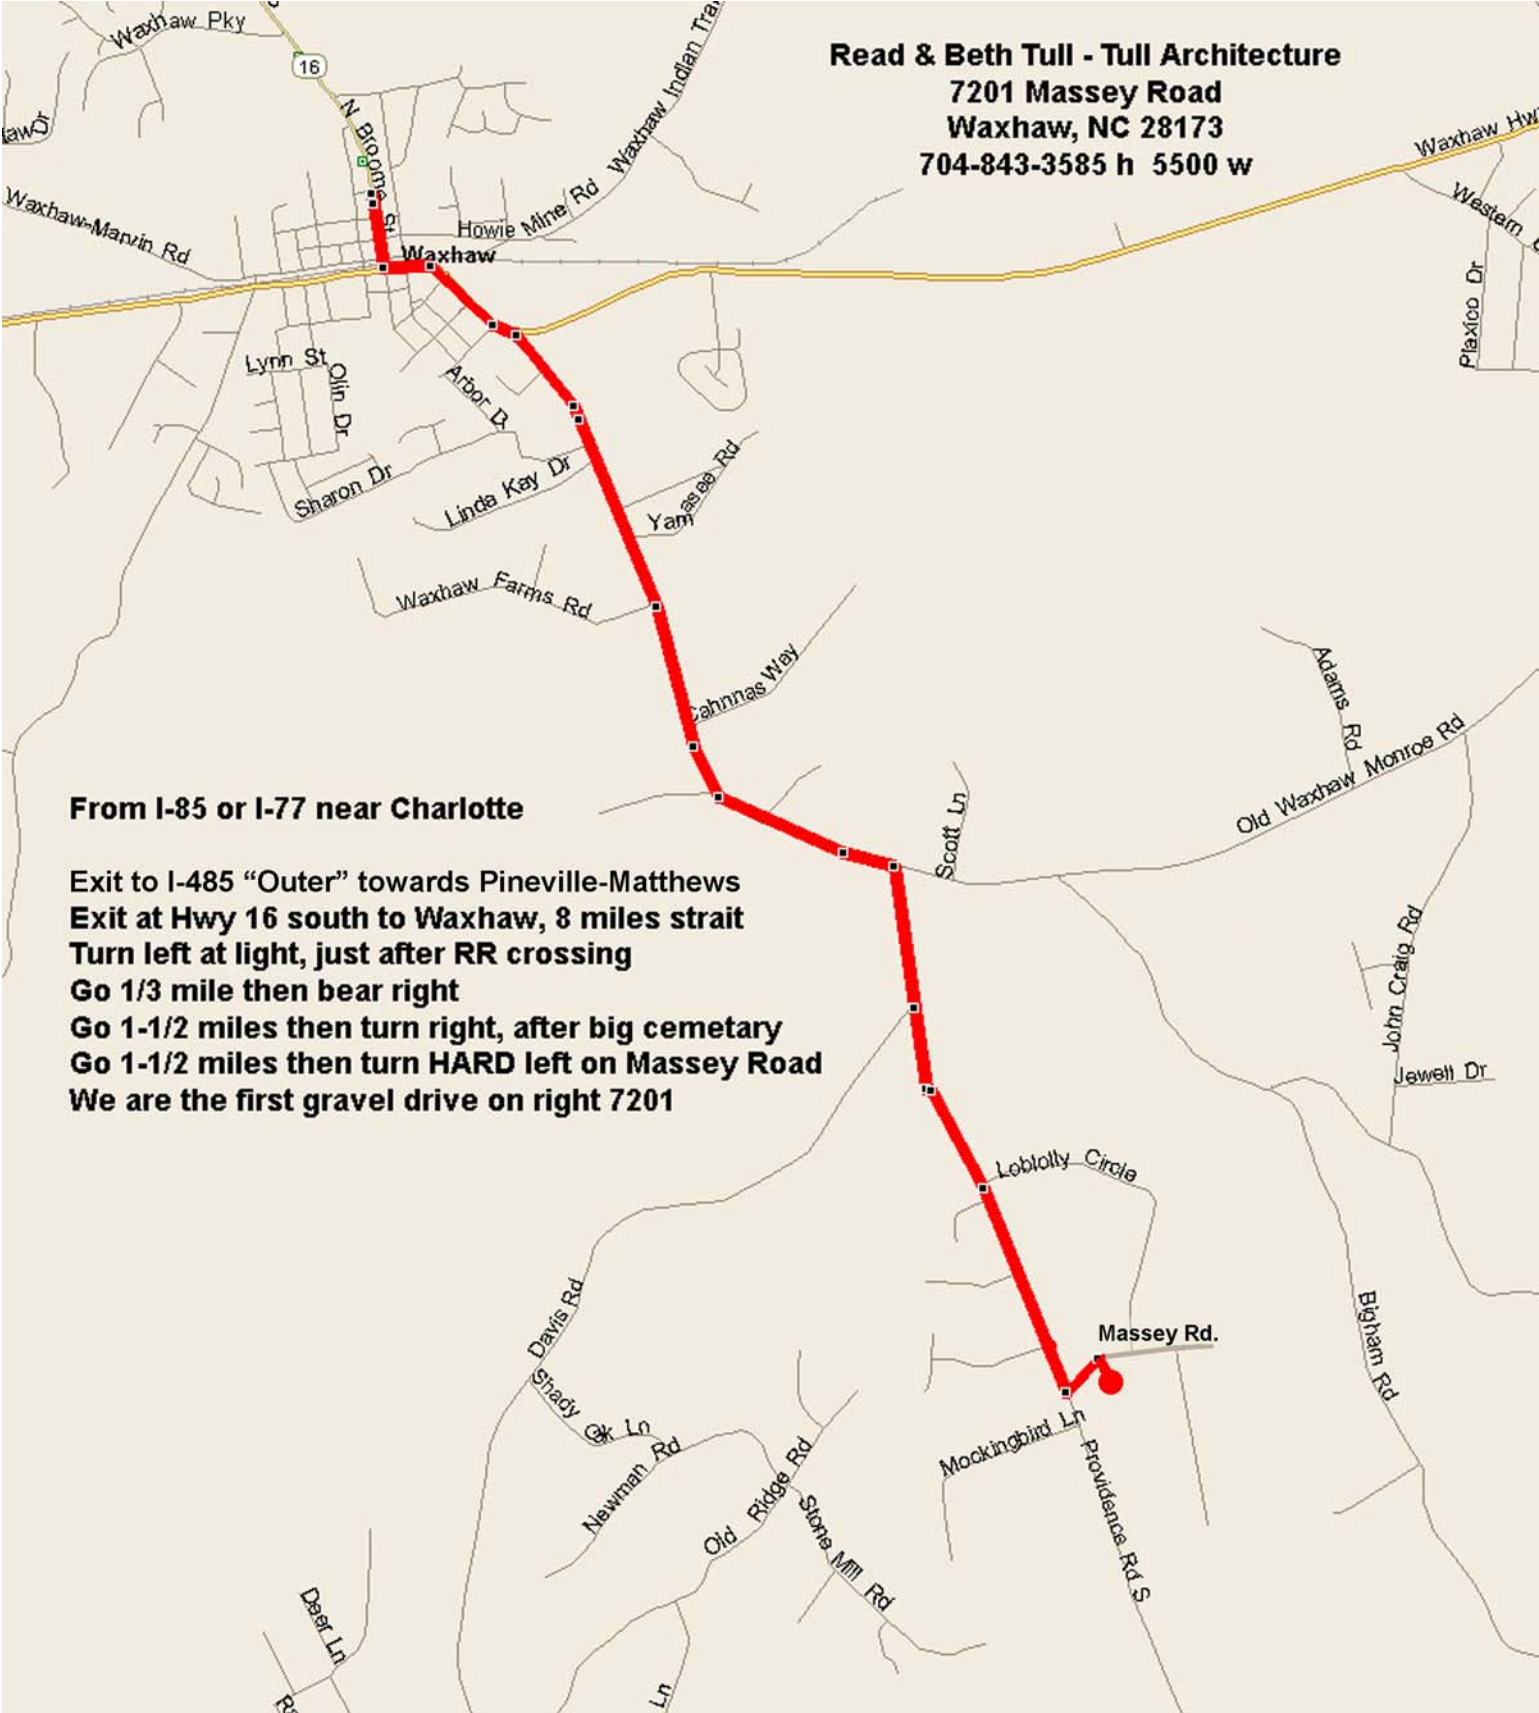 Waxhaw Pky
16
Waxhaw Indian Tra
Read & Beth Tull - Tull Architecture
7201 Massey Road
Waxhaw, NC 28173
704-843-3585 h  5500 w
awDr
N Broome St
Waxhaw Hw
Waxhaw-Marvin Rd
Howie Mine Rd
Western
Waxhaw
Plaxico Dr
Lynn St
Olin Dr
Arbor Dr
Sharon Dr
Linda Kay Dr
Yamasee Rd
Waxhaw Farms Rd
Cahnnas Way
Adams Rd
Old Waxhaw Monroe Rd
Scott Ln
From I-85 or I-77 near Charlotte
Exit to I-485 “Outer” towards Pineville-Matthews
Exit at Hwy 16 south to Waxhaw, 8 miles strait
Turn left at light, just after RR crossing
Go 1/3 mile then bear right
Go 1-1/2 miles then turn right, after big cemetary
Go 1-1/2 miles then turn HARD left on Massey Road
We are the first gravel drive on right 7201
John Craig Rd
Jewell Dr
Loblolly Circle
Davis Rd
Massey Rd.
Bigham Rd
Shady Ok Ln
Newman Rd
Mockingbird Ln
Old Ridge Rd
Providence Rd S
Stone Mill Rd
Deer Ln
Ln